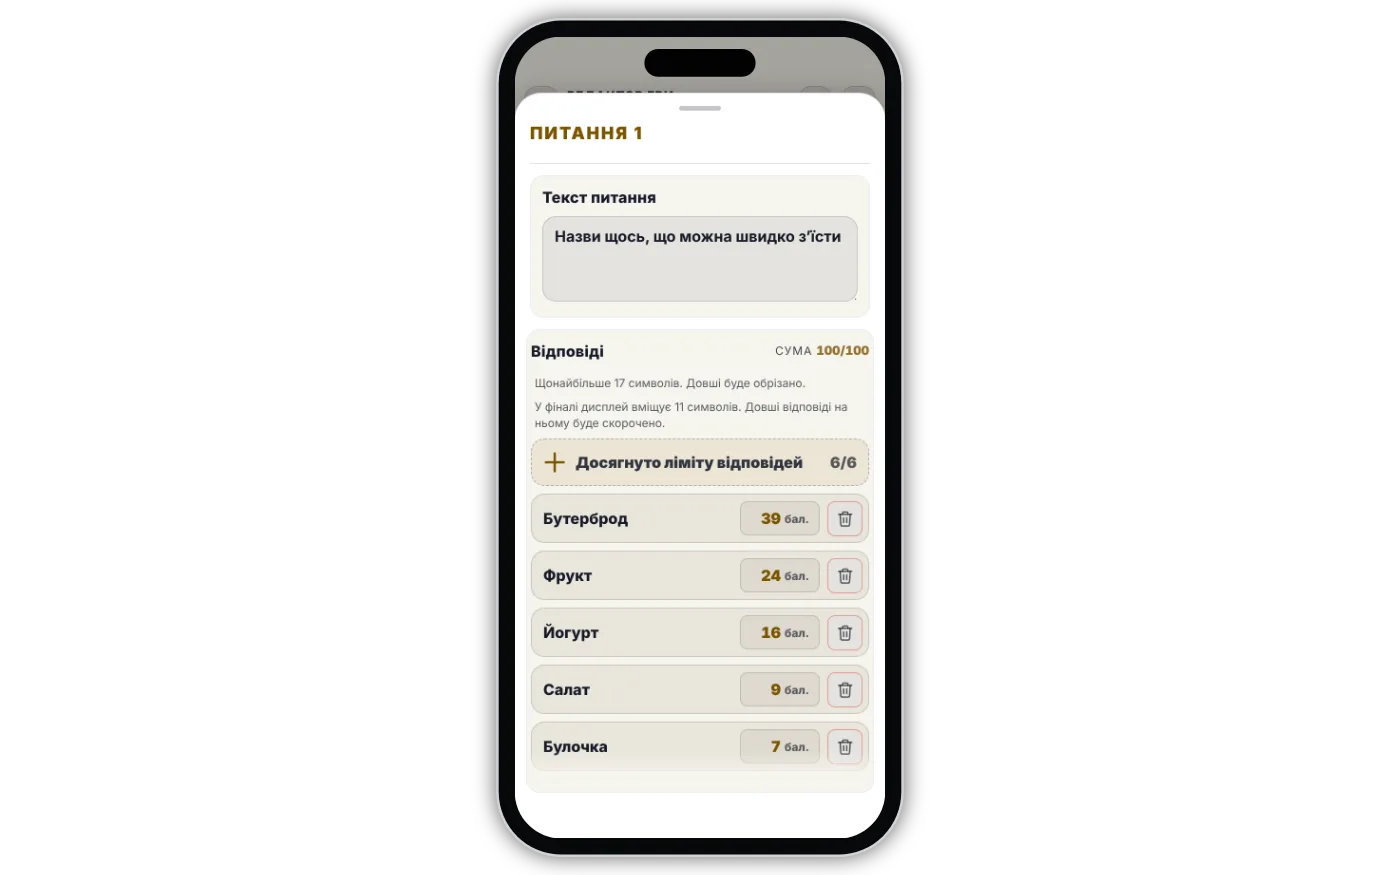 ПИТАННЯ 1
Текст питання
Назви щось, що можна швидко з’їсти
Відповіді
СУМА 100/100
Щонайбільше 17 символів. Довші буде обрізано.
У фіналі дисплей вміщує 11 символів. Довші відповіді на
ньому буде скорочено.
Досягнуто ліміту відповідей 6/6
Бутерброд 39 бал.
Фрукт 24 бал.
Йогурт 16 бал.
Салат 9 бал.
Булочка 7 бал.